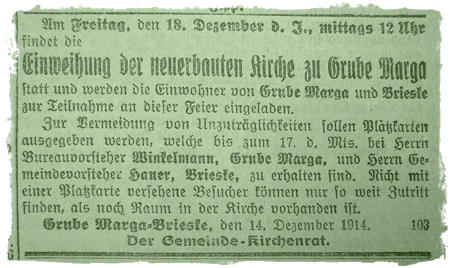 Am Freitag, den 18. Dezember d. J., mittags 12 Uhr
findet die
Einweihung der neuerbauten Kirche zu Grube Marga
statt und werden die Einwohner von Grube Marga und Brieske
zur Teilnahme an dieser Feier eingeladen.
Zur Vermeidung von Unzuträglichkeiten sollen Platzkarten
ausgegeben werden, welche bis zum 17. d. Mts. bei Herrn
Bureauvorsteher Winkelmann, Grube Marga, und Herrn Ge-
meindevorsteher Hauer, Brieske, zu erhalten sind. Nicht mit
einer Platzkarte versehene Besucher können nur so weit Zutritt
finden, als noch Raum in der Kirche vorhanden ist.
Grube Marga-Brieske, den 14. Dezember 1914. 103
Der Gemeinde-Kirchenrat.